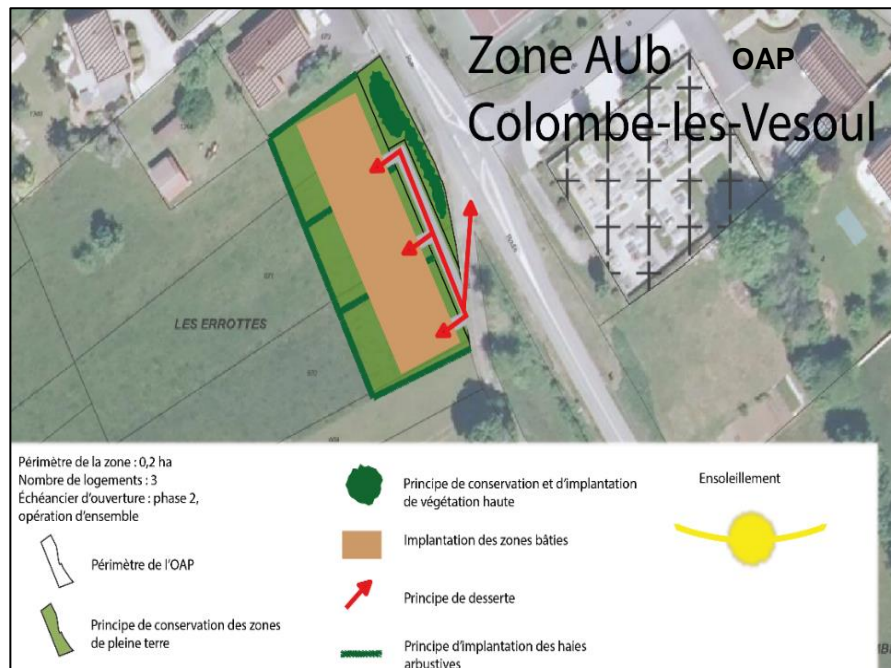 Zone AUb OAP
Colombe-les-Vesoul
LES ERROTTES
Route
Périmètre de la zone : 0,2 ha
Nombre de logements : 3
Échéancier d'ouverture : phase 2,
opération d'ensemble
Périmètre de l'OAP
Principe de conservation des zones
de pleine terre
Principe de conservation et d'implantation
de végétation haute
Implantation des zones bâties
Principe de desserte
Principe d'implantation des haies
arbustives
Ensoleillement